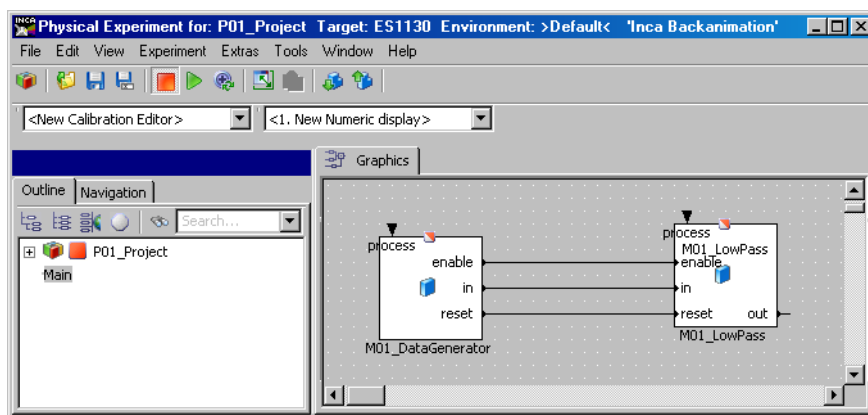 Physical Experiment for: P01_Project Target: ES1130 Environment: >Default< 'Inca Backanimation'
File Edit View Experiment Extras Tools Window Help
<New Calibration Editor> <1. New Numeric display>
Graphics
Outline Navigation
Search...
P01_Project
Main
process
enable
in
reset
M01_DataGenerator
process
M01_LowPass
enable
in
reset out
M01_LowPass